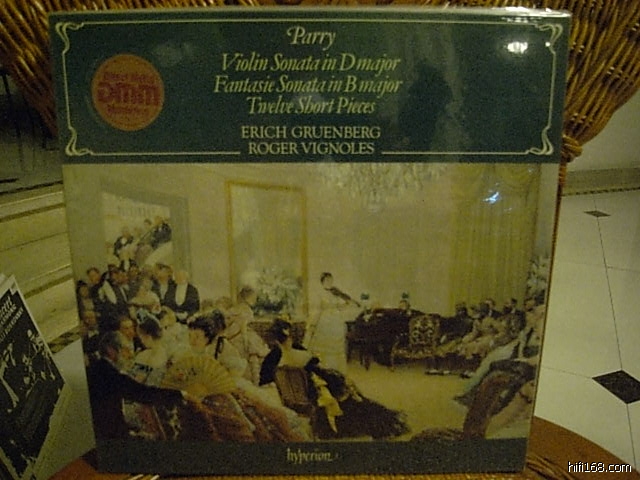 Parry
Violin Sonata in D major
Fantasie Sonata in B major
Twelve Short Pieces
ERICH GRUENBERG
ROGER VIGNOLES
DMM
hyperion
hifi168.com